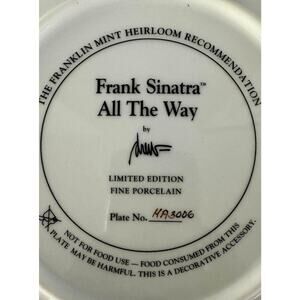 THE FRANKLIN MINT HEIRLOOM RECOMMENDATION
Frank Sinatra™
All The Way
by
LIMITED EDITION
FINE PORCELAIN
Plate No. HA3006
NOT FOR FOOD USE – FOOD CONSUMED FROM THIS
PLATE MAY BE HARMFUL. THIS IS A DECORATIVE ACCESSORY.